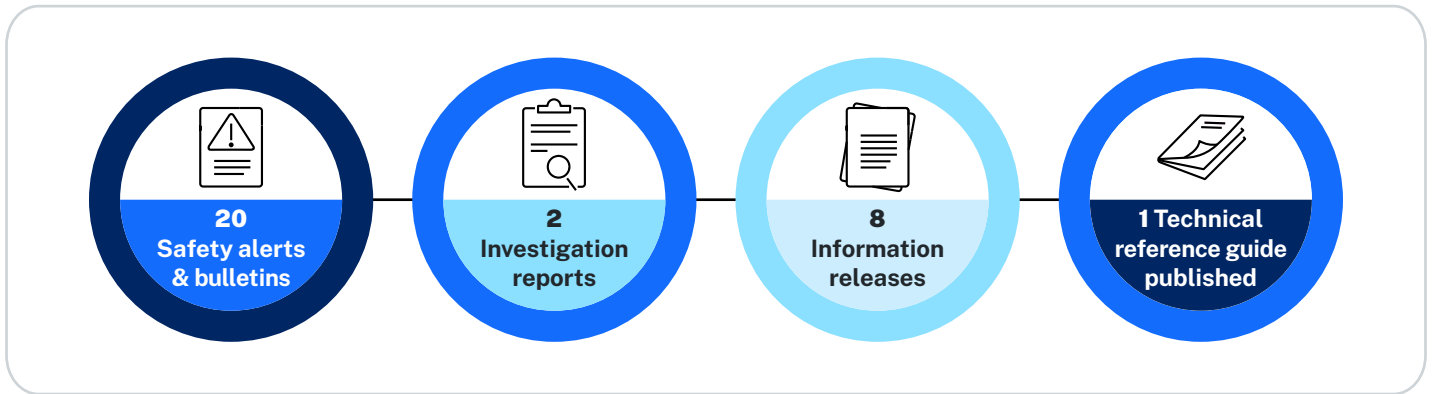 20
Safety alerts
& bulletins
2
Investigation
reports
8
Information
releases
1 Technical
reference guide
published